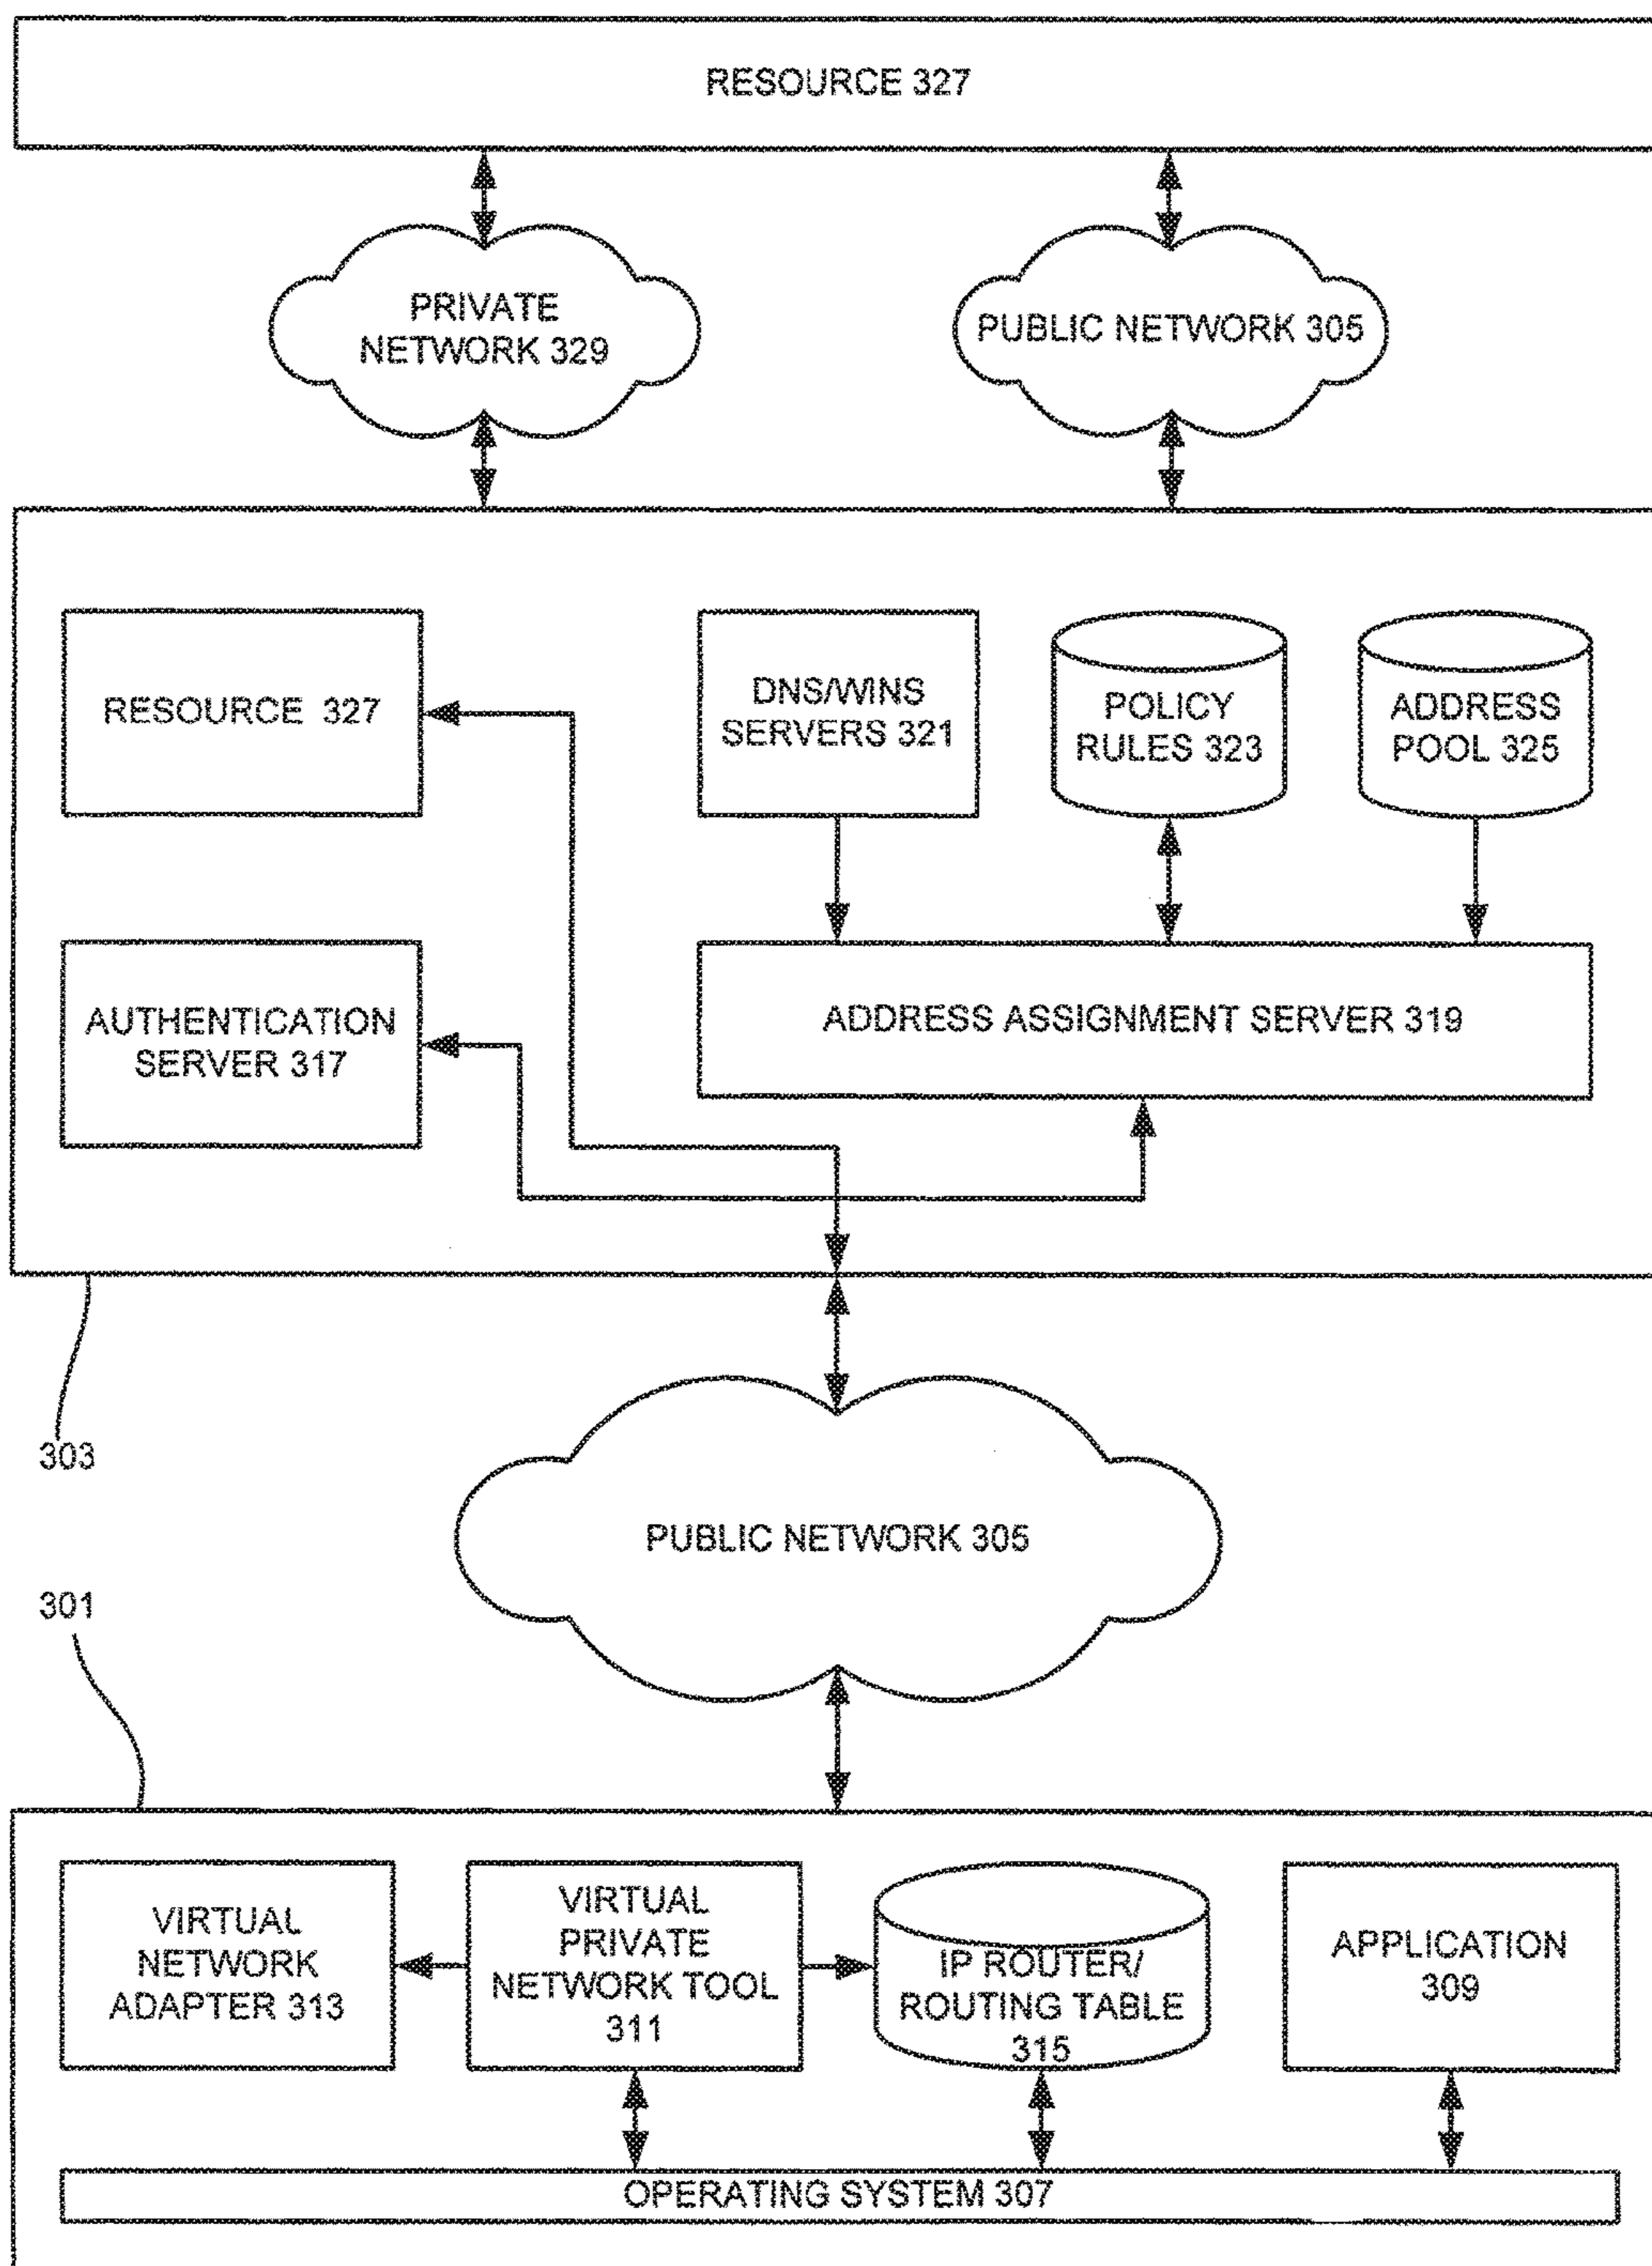 RESOURCE 327
PRIVATE
NETWORK 329
PUBLIC NETWORK 305
RESOURCE 327
DNS/WINS
SERVERS 321
POLICY
RULES 323
ADDRESS
POOL 325
AUTHENTICATION
SERVER 317
ADDRESS ASSIGNMENT SERVER 319
303
PUBLIC NETWORK 305
301
VIRTUAL
NETWORK
ADAPTER 313
VIRTUAL
PRIVATE
NETWORK TOOL
311
IP ROUTER/
ROUTING TABLE
315
APPLICATION
309
OPERATING SYSTEM 307